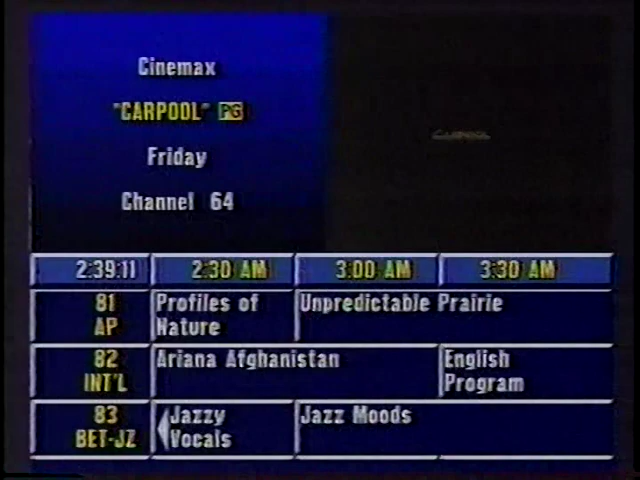 Cinemax
"CARPOOL" PG
Friday
Channel 64
CARPOOL
2:39:11 2:30 AM 3:00 AM 3:30 AM
81 AP
Profiles of Nature
Unpredictable Prairie
82 INT'L
Ariana Afghanistan
English Program
83 BET-JZ
Jazzy Vocals
Jazz Moods